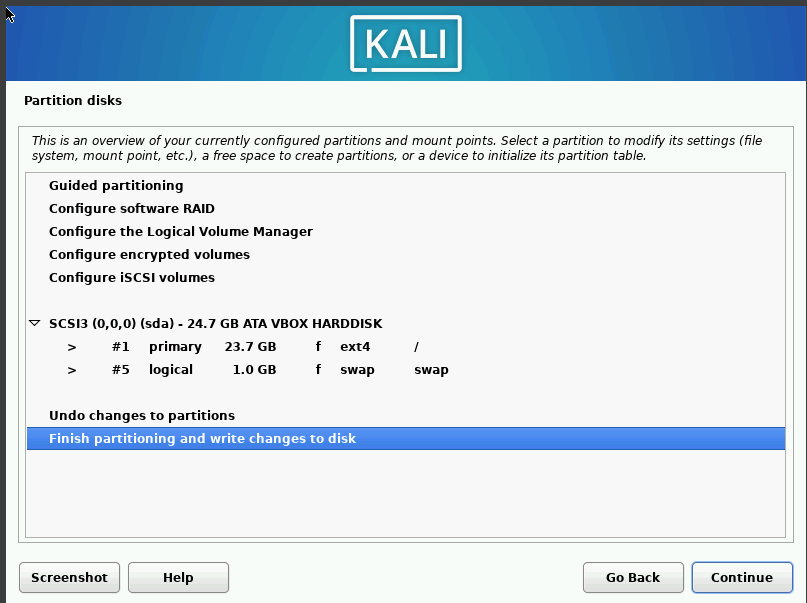 KALI
Partition disks
This is an overview of your currently configured partitions and mount points. Select a partition to modify its settings (file
system, mount point, etc.), a free space to create partitions, or a device to initialize its partition table.
Guided partitioning
Configure software RAID
Configure the Logical Volume Manager
Configure encrypted volumes
Configure iSCSI volumes
SCSI3 (0,0,0) (sda) - 24.7 GB ATA VBOX HARDDISK
> #1 primary 23.7 GB f ext4 /
> #5 logical 1.0 GB f swap swap
Undo changes to partitions
Finish partitioning and write changes to disk
Screenshot Help Go Back Continue